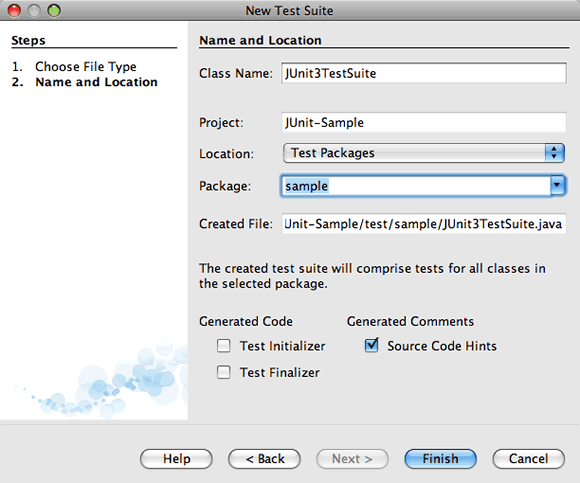 New Test Suite
Steps
1. Choose File Type
2. Name and Location
Name and Location
Class Name: JUnit3TestSuite
Project: JUnit-Sample
Location: Test Packages
Package: sample
Created File: Unit-Sample/test/sample/JUnit3TestSuite.java
The created test suite will comprise tests for all classes in
the selected package.
Generated Code Generated Comments
Test Initializer Source Code Hints
Test Finalizer
Help < Back Next > Finish Cancel